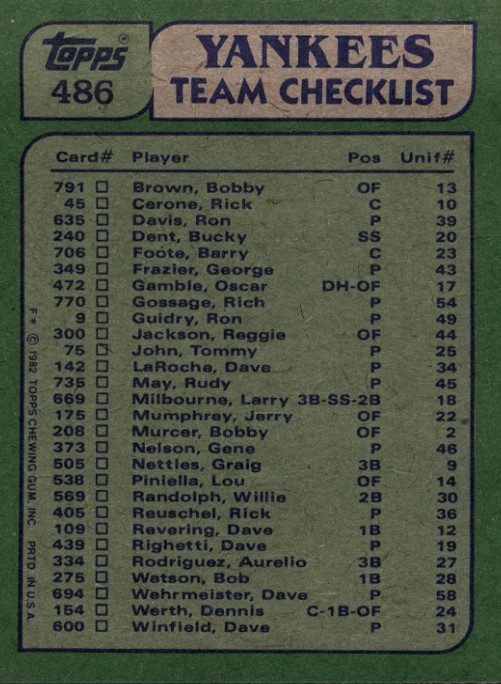 topps®
486
YANKEES
TEAM CHECKLIST
Card# Player Pos Unif#
791 Brown, Bobby OF 13
45 Cerone, Rick C 10
635 Davis, Ron P 39
240 Dent, Bucky SS 20
706 Foote, Barry C 23
349 Frazier, George P 43
472 Gamble, Oscar DH-OF 17
770 Gossage, Rich P 54
9 Guidry, Ron P 49
300 Jackson, Reggie OF 44
75 John, Tommy P 25
142 LaRoche, Dave P 34
735 May, Rudy P 45
669 Milbourne, Larry 3B-SS-2B 18
175 Mumphrey, Jerry OF 22
208 Murcer, Bobby OF 2
373 Nelson, Gene P 46
505 Nettles, Graig 3B 9
538 Piniella, Lou OF 14
569 Randolph, Willie 2B 30
405 Reuschel, Rick P 36
109 Revering, Dave 1B 12
439 Righetti, Dave P 19
334 Rodriguez, Aurelio 3B 27
275 Watson, Bob 1B 28
694 Wehrmeister, Dave P 58
154 Werth, Dennis C-1B-OF 24
600 Winfield, Dave P 31
F* © 1982 TOPPS CHEWING GUM, INC. PRTD. IN U.S.A.